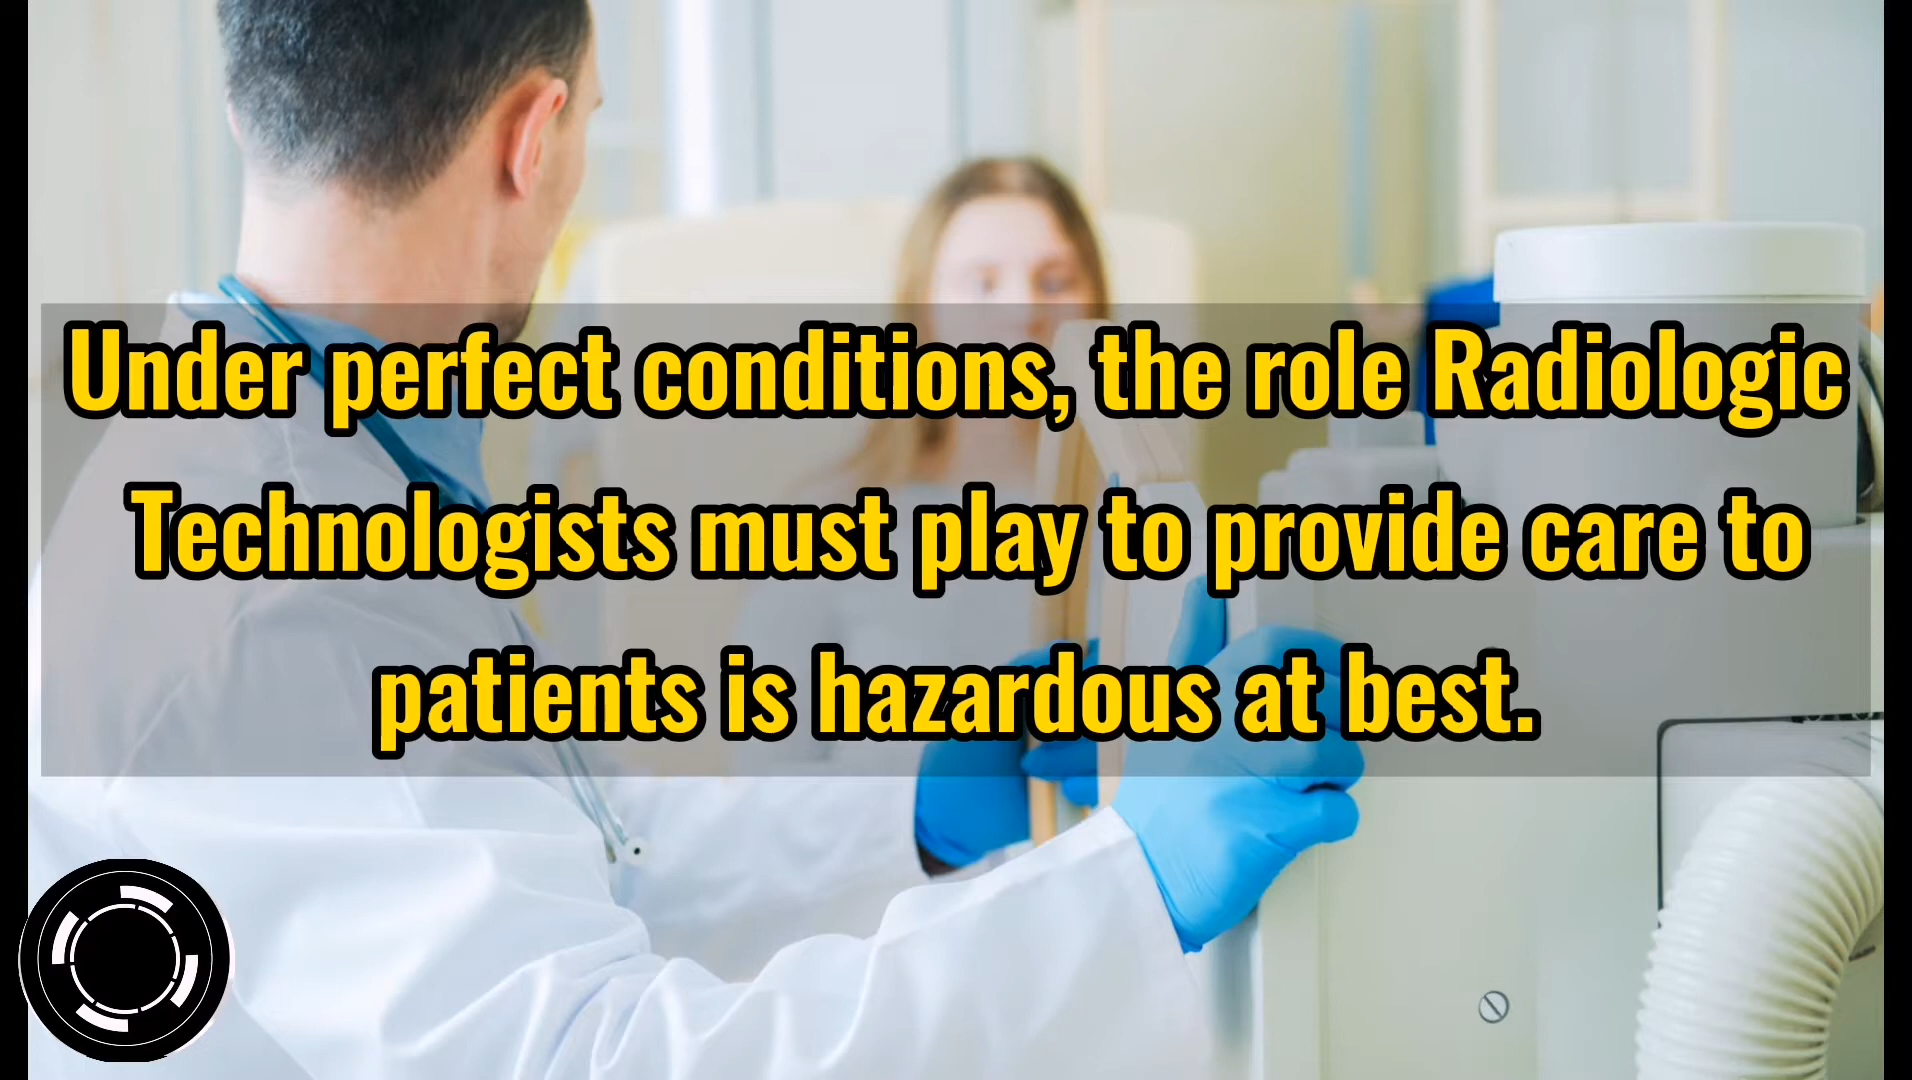 Under perfect conditions, the role Radiologic
Technologists must play to provide care to
patients is hazardous at best.